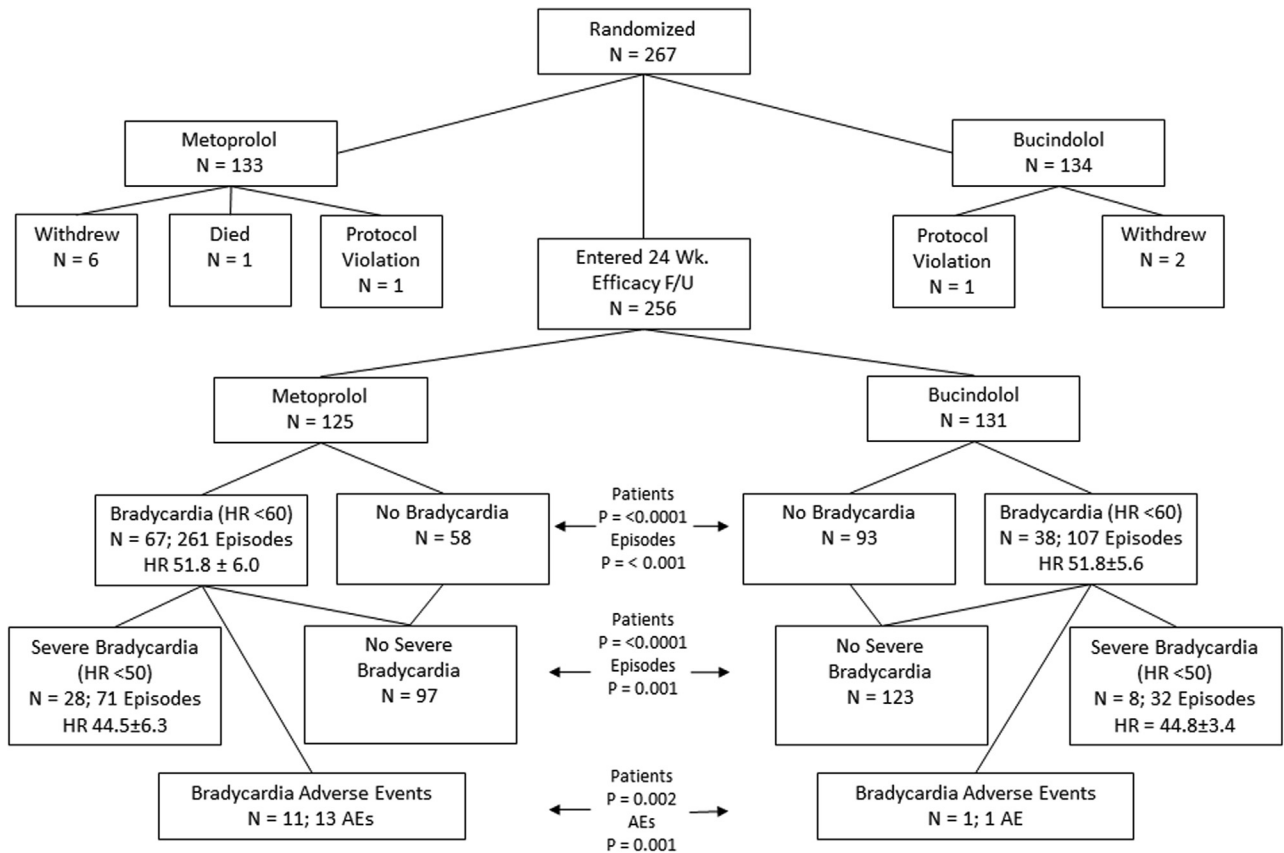 Randomized
N = 267
Metoprolol
N = 133
Bucindolol
N = 134
Withdrew
N = 6
Died
N = 1
Protocol
Violation
N = 1
Entered 24 Wk.
Efficacy F/U
N = 256
Protocol
Violation
N = 1
Withdrew
N = 2
Metoprolol
N = 125
Bucindolol
N = 131
Bradycardia (HR <60)
N = 67; 261 Episodes
HR 51.8 ± 6.0
No Bradycardia
N = 58
Patients
P = <0.0001
Episodes
P = < 0.001
No Bradycardia
N = 93
Bradycardia (HR <60)
N = 38; 107 Episodes
HR 51.8±5.6
Severe Bradycardia
(HR <50)
N = 28; 71 Episodes
HR 44.5±6.3
No Severe
Bradycardia
N = 97
Patients
P = <0.0001
Episodes
P = 0.001
No Severe
Bradycardia
N = 123
Severe Bradycardia
(HR <50)
N = 8; 32 Episodes
HR = 44.8±3.4
Bradycardia Adverse Events
N = 11; 13 AEs
Patients
P = 0.002
AEs
P = 0.001
Bradycardia Adverse Events
N = 1; 1 AE